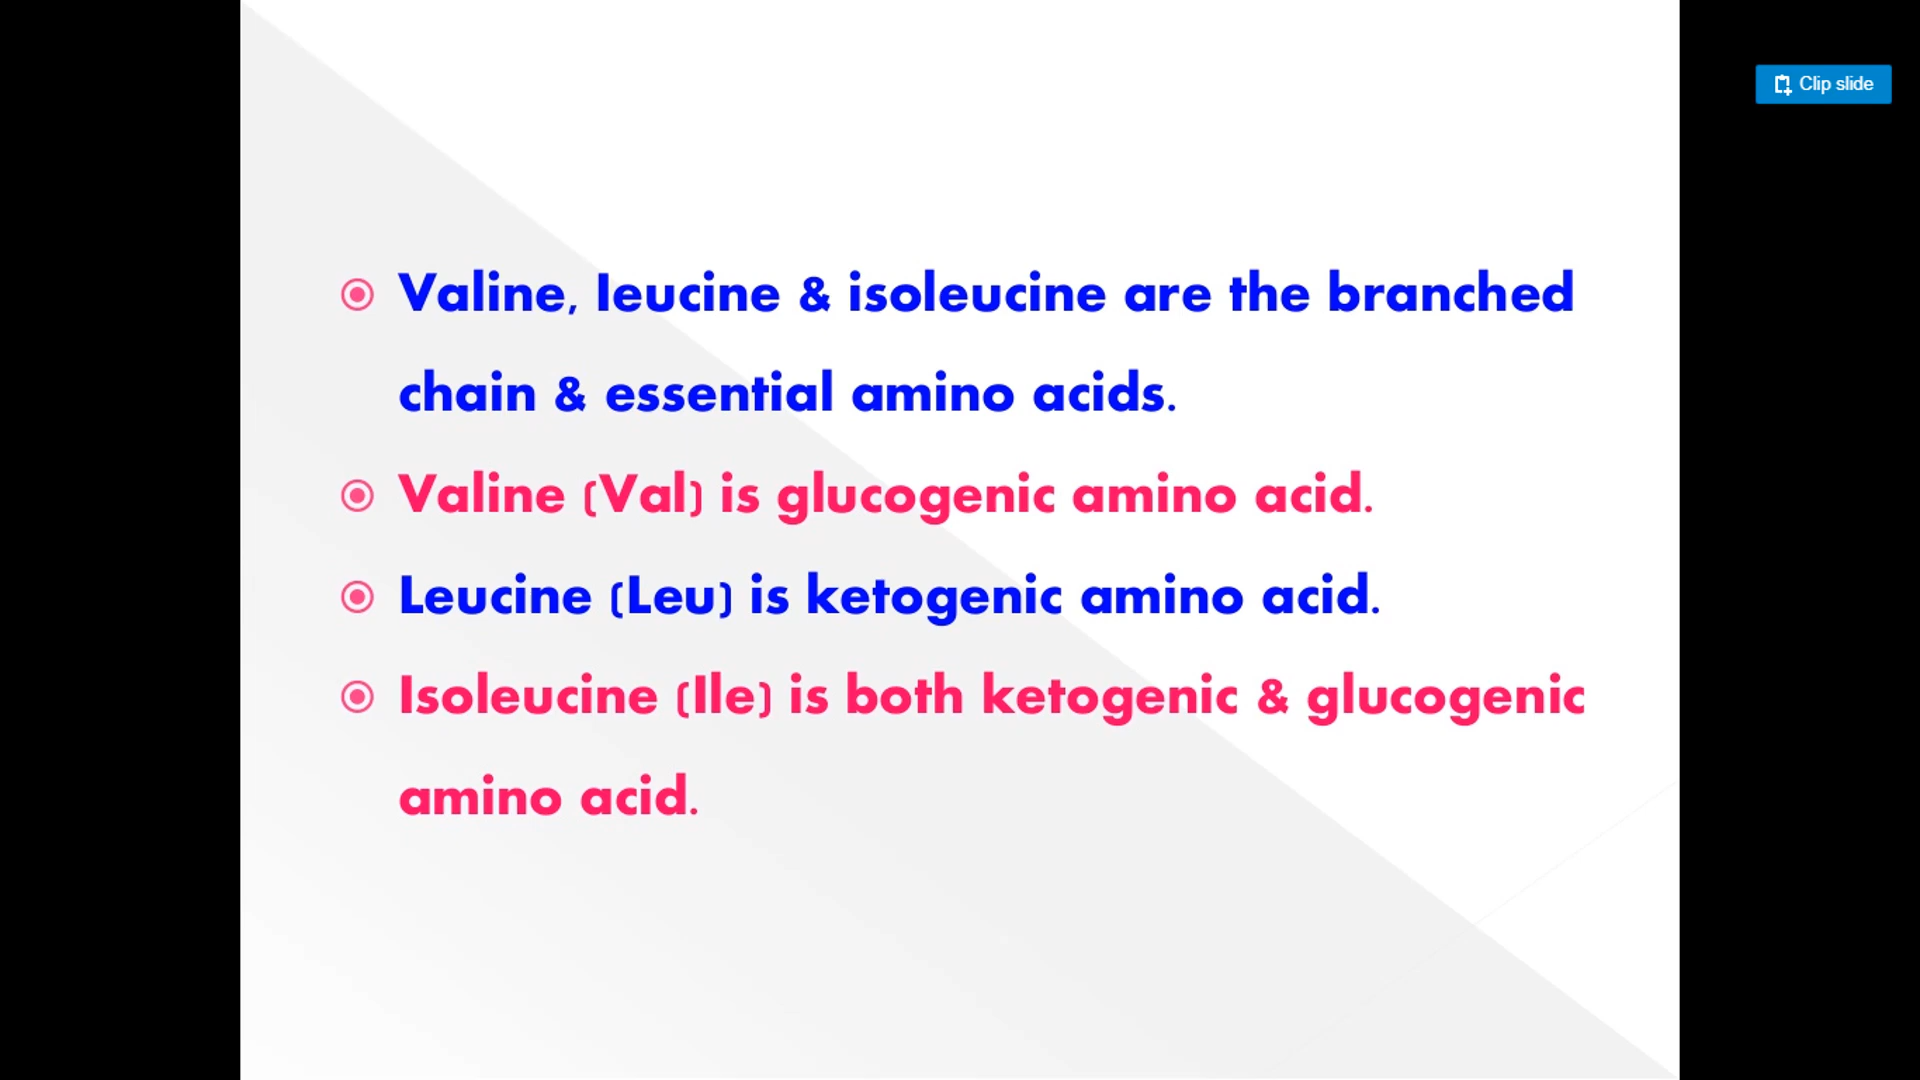 Clip slide
Valine, leucine & isoleucine are the branched
chain & essential amino acids.
Valine (Val) is glucogenic amino acid.
Leucine (Leu) is ketogenic amino acid.
Isoleucine (Ile) is both ketogenic & glucogenic
amino acid.